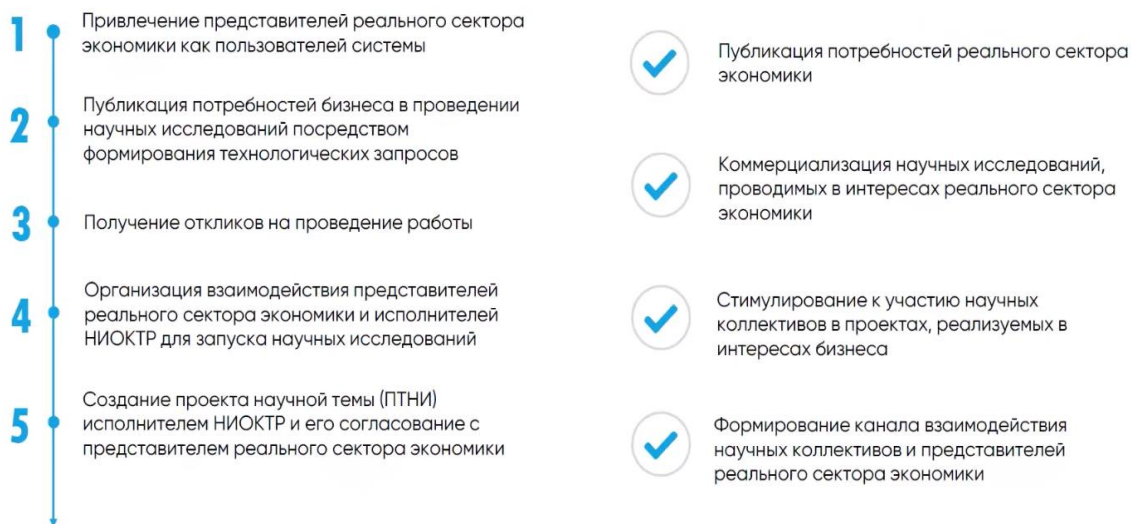 1
Привлечение представителей реального сектора
экономики как пользователей системы
2
Публикация потребностей бизнеса в проведении
научных исследований посредством
формирования технологических запросов
3
Получение откликов на проведение работы
4
Организация взаимодействия представителей
реального сектора экономики и исполнителей
НИОКТР для запуска научных исследований
5
Создание проекта научной темы (ПТНИ)
исполнителем НИОКТР и его согласование с
представителем реального сектора экономики
Публикация потребностей реального сектора
экономики
Коммерциализация научных исследований,
проводимых в интересах реального сектора
экономики
Стимулирование к участию научных
коллективов в проектах, реализуемых в
интересах бизнеса
Формирование канала взаимодействия
научных коллективов и представителей
реального сектора экономики